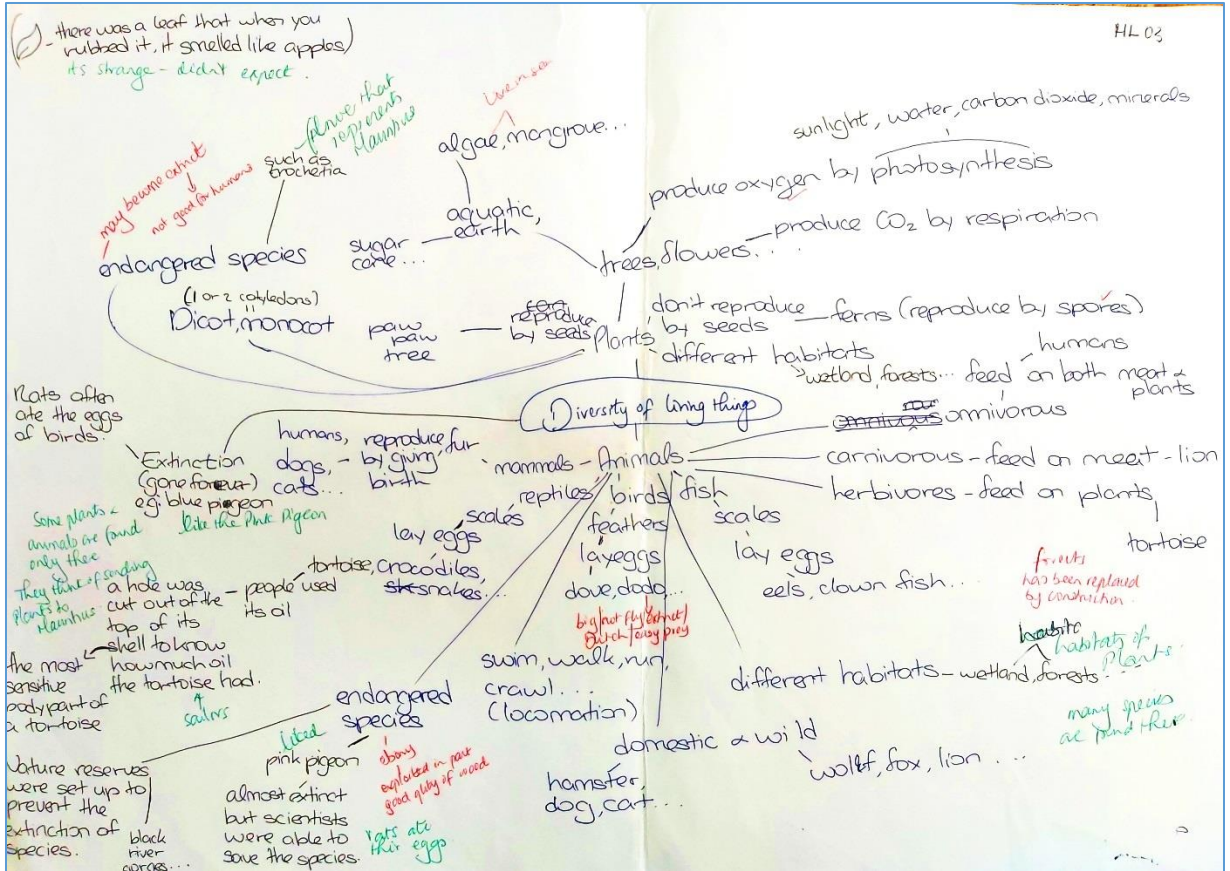 - there was a leaf that when you
rubbed it, it smelled like apples)
its strange - didn't expect.
HL 03
may become extinct
not good for humans
such as
trochetia
that
represents
Mauritius
algae, mangrove...
sunlight, water, carbon dioxide, minerals
produce oxygen by photosynthesis
produce CO2 by respiration
aquatic,
earth
sugar
cane...
trees, flowers...
endangered species
(1 or 2 cotyledons)
Dicot, monocot
paw
paw
tree
reproduce
by seeds
Plants
don't reproduce
by seeds
ferns (reproduce by spores)
different habitats
wetland, forests...
humans
feed on both meat &
plants
1) Diversity of living things
omnivorous
Rats often
ate the eggs
of birds.
Extinction
(gone forever)
eg: blue pigeon
like the Pink Pigeon
humans,
dogs,
cats...
reproduce
by giving
birth
fur
mammals - Animals
carnivorous - feed on meat - lion
herbivores - feed on plants
tortoise
reptiles
scales
lay eggs
tortoise, crocodiles,
snakes...
birds
feathers
lay eggs
dove, dodo...
big/not fly/extinct/
Dutch/easy prey
fish
scales
lay eggs
eels, clown fish...
Some plants &
animals are found
only there
They think of sending
plants to
Mauritius.
a hole was
cut out of the
top of its
shell to know
how much oil
the tortoise had.
people used
its oil
sailors
the most
sensitive
body part of
a tortoise
swim, walk, run,
crawl...
(locomation)
forests
has been replaced
by construction.
different habitats - wetland, forests...
habitats of
Plants.
many species
are found there.
endangered
species
liked
pink pigeon
almost extinct
but scientists
were able to
save the species.
ebony
exploited in past
good qlity of wood
rats ate
their eggs
domestic & wild
hamster,
dog, cat...
wolf, fox, lion....
Nature reserves
were set up to
prevent the
extinction of
species.
black
river
gorges...